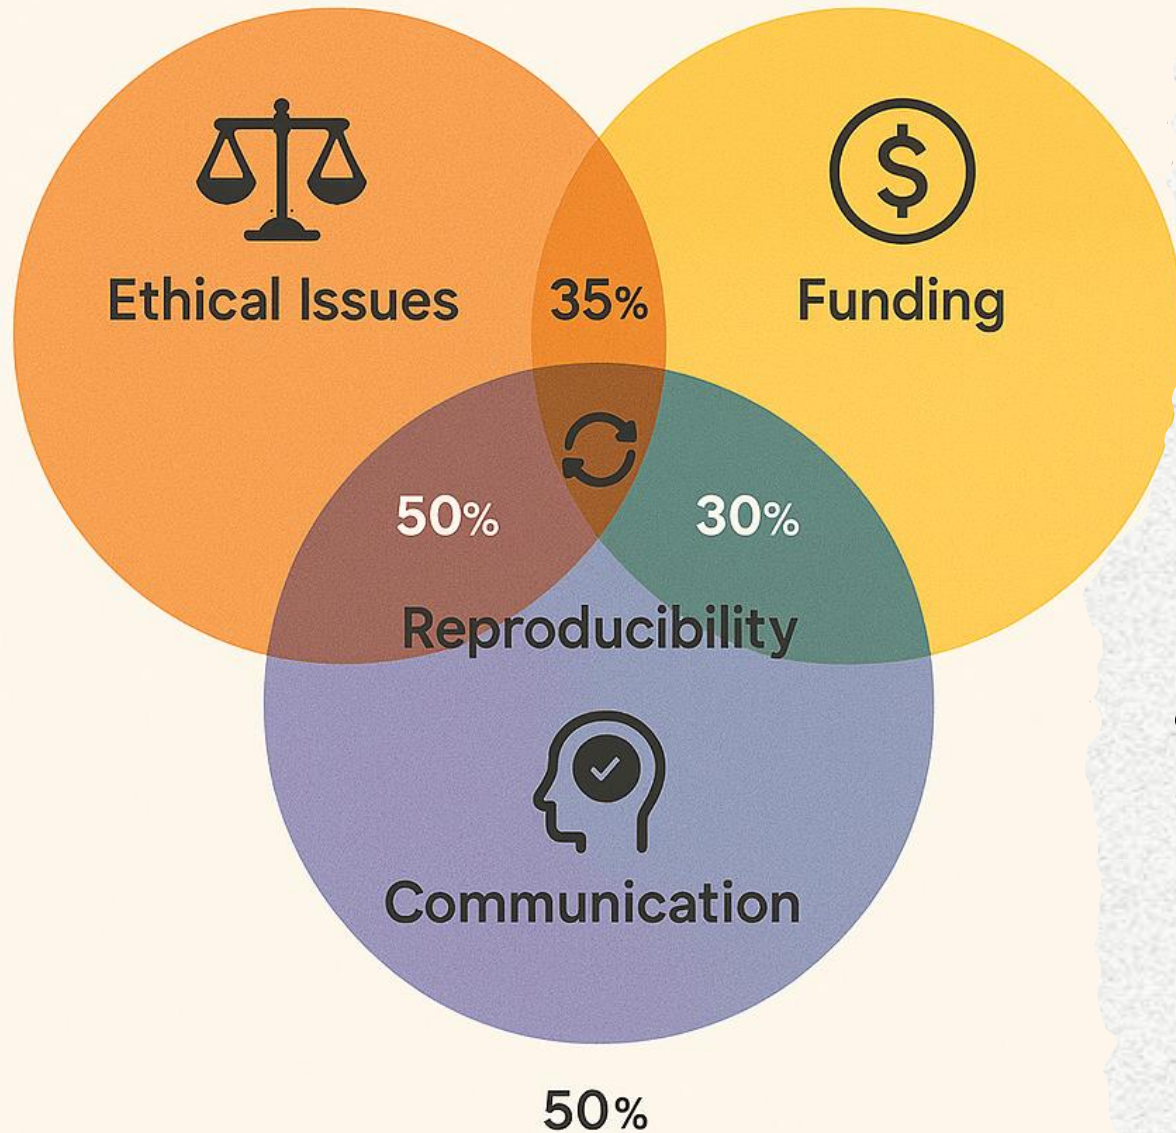 Ethical Issues
35%
Funding
50%
30%
Reproducibility
Communication
50%